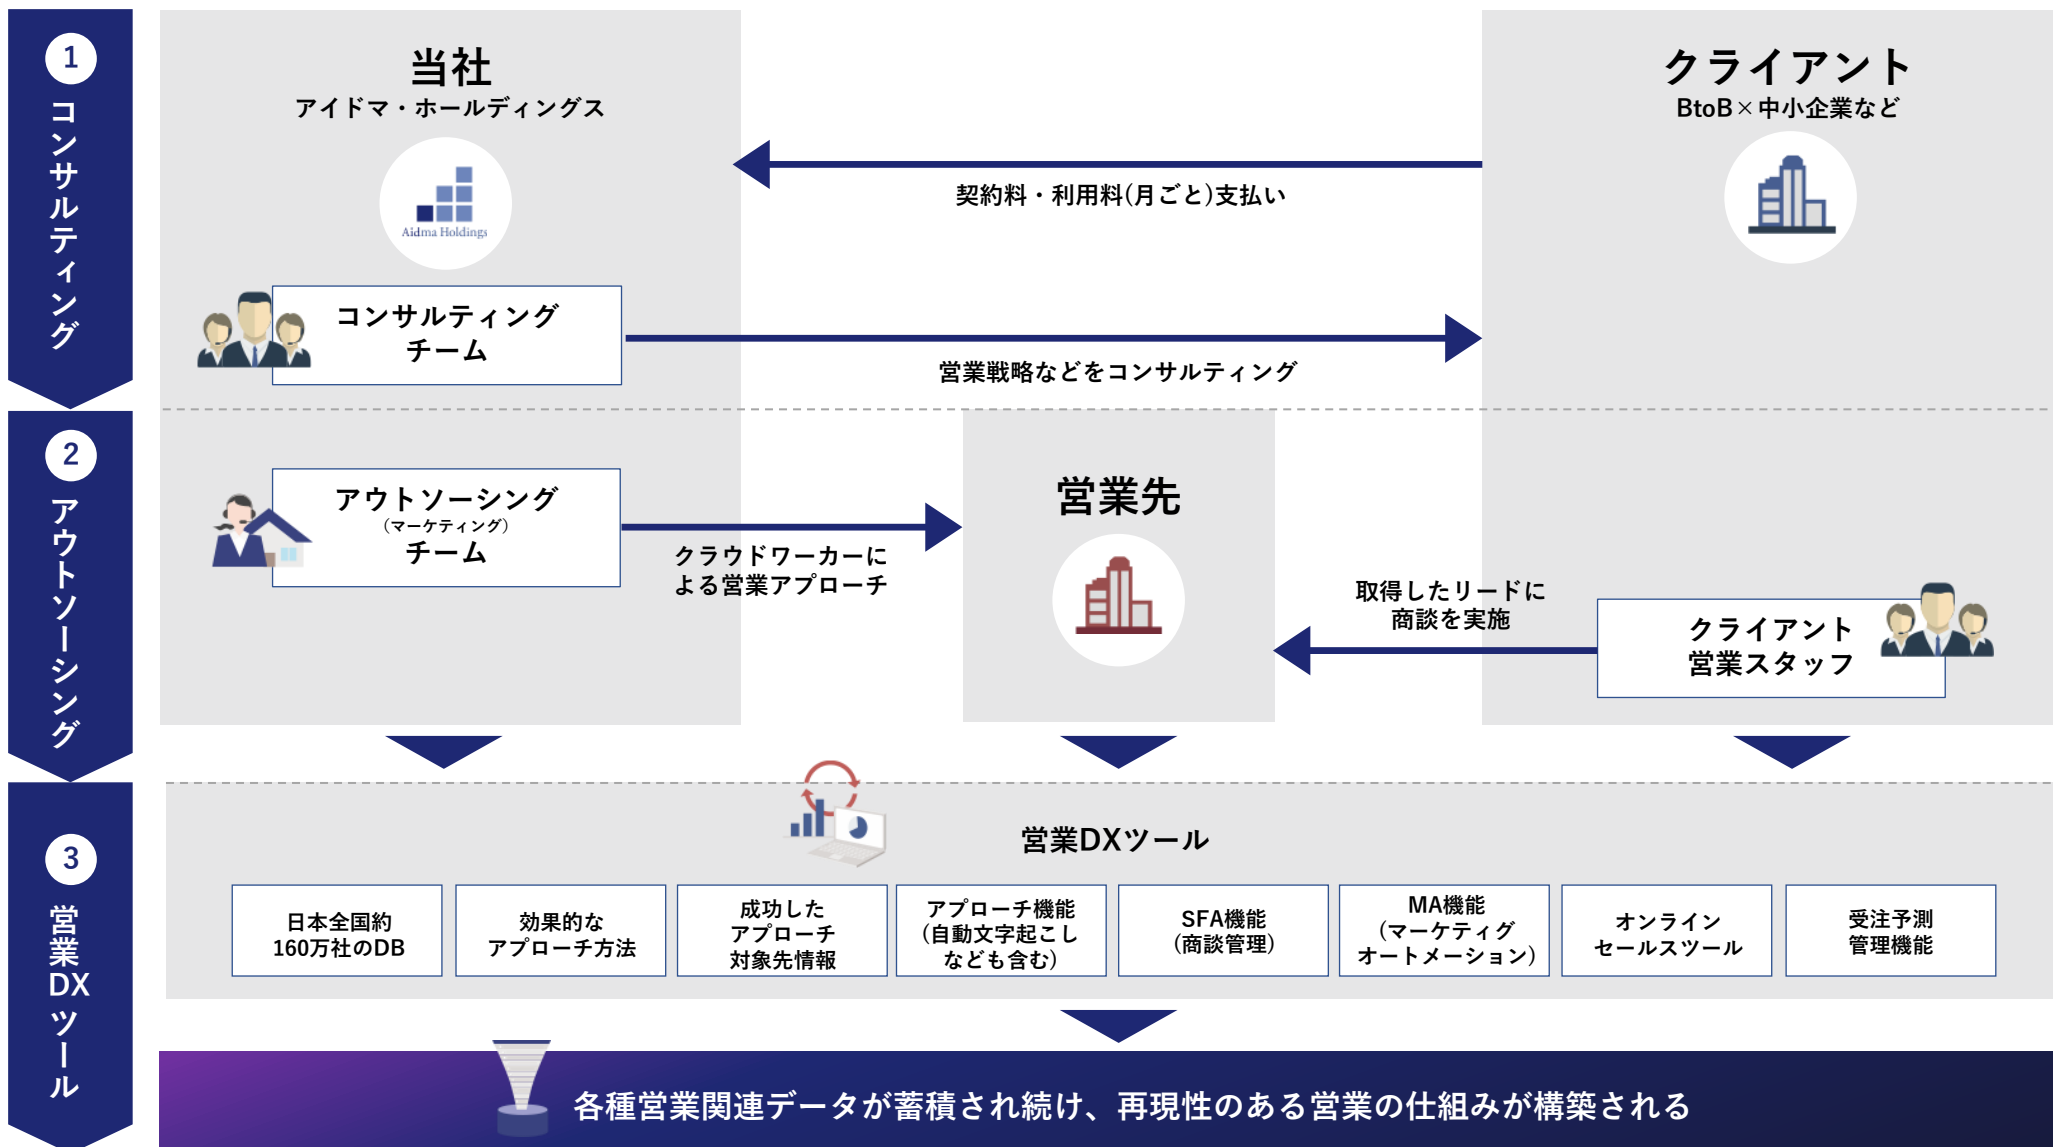 1
コンサルティング
当社
アイドマ・ホールディングス
Aidma Holdings
クライアント
BtoB×中小企業など
契約料・利用料(月ごと)支払い
コンサルティング
チーム
営業戦略などをコンサルティング
2
アウトソーシング
アウトソーシング
（マーケティング）
チーム
クラウドワーカーに
よる営業アプローチ
営業先
取得したリードに
商談を実施
クライアント
営業スタッフ
3
営業DXツール
営業DXツール
日本全国約
160万社のDB
効果的な
アプローチ方法
成功した
アプローチ
対象先情報
アプローチ機能
(自動文字起こし
なども含む)
SFA機能
(商談管理)
MA機能
(マーケティグ
オートメーション)
オンライン
セールスツール
受注予測
管理機能
各種営業関連データが蓄積され続け、再現性のある営業の仕組みが構築される